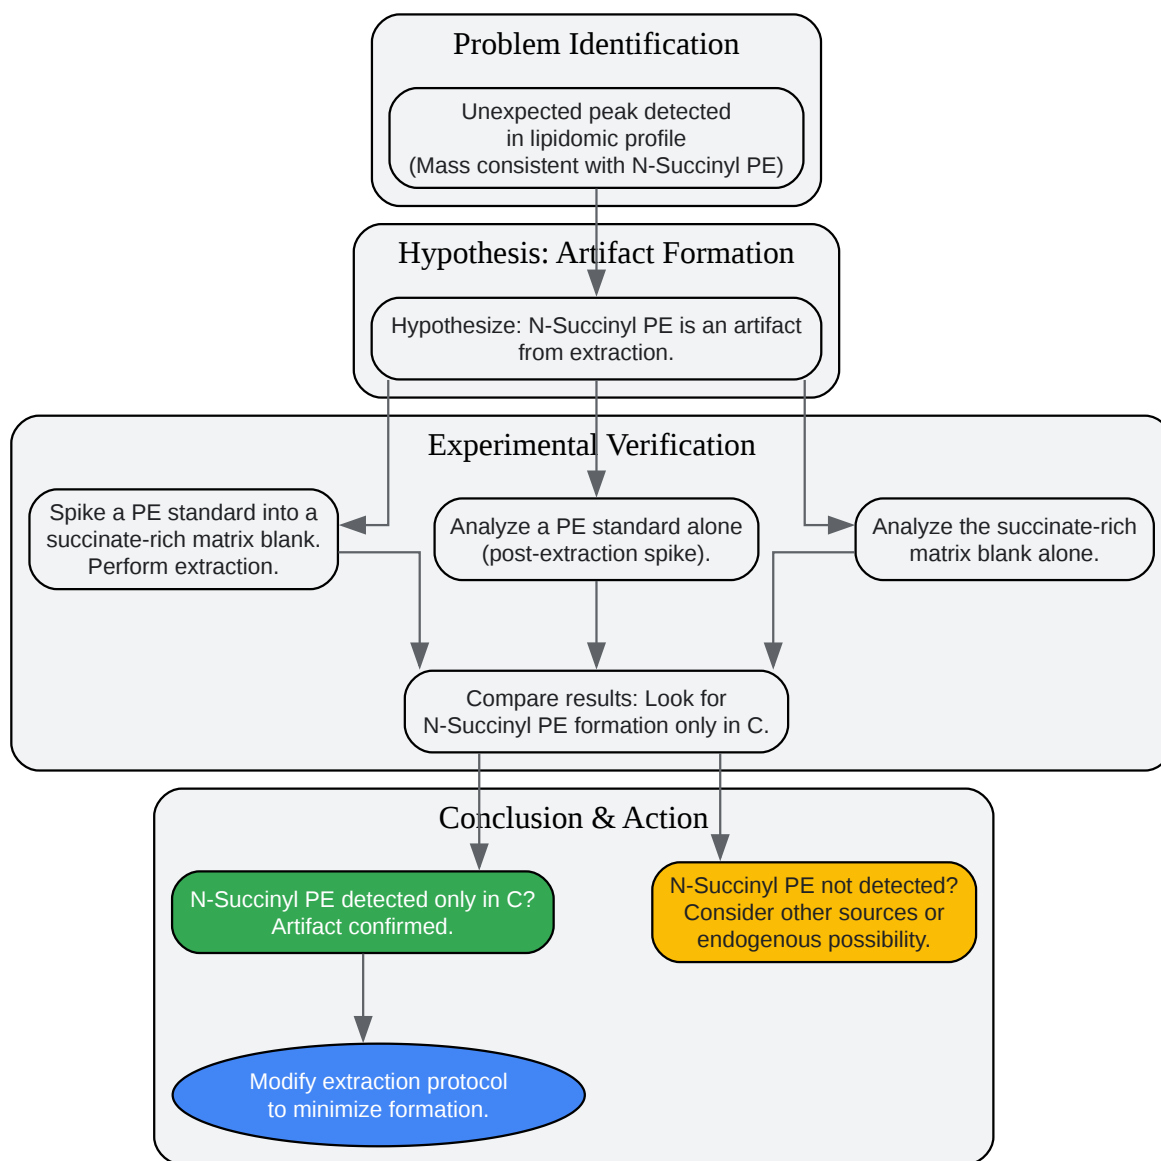 Problem Identification
Unexpected peak detected
in lipidomic profile
(Mass consistent with N-Succinyl PE)
Hypothesis: Artifact Formation
Hypothesize: N-Succinyl PE is an artifact
from extraction.
Experimental Verification
Spike a PE standard into a
succinate-rich matrix blank.
Perform extraction.
Analyze a PE standard alone
(post-extraction spike).
Analyze the succinate-rich
matrix blank alone.
Compare results: Look for
N-Succinyl PE formation only in C.
Conclusion & Action
N-Succinyl PE detected only in C?
Artifact confirmed.
N-Succinyl PE not detected?
Consider other sources or
endogenous possibility.
Modify extraction protocol
to minimize formation.